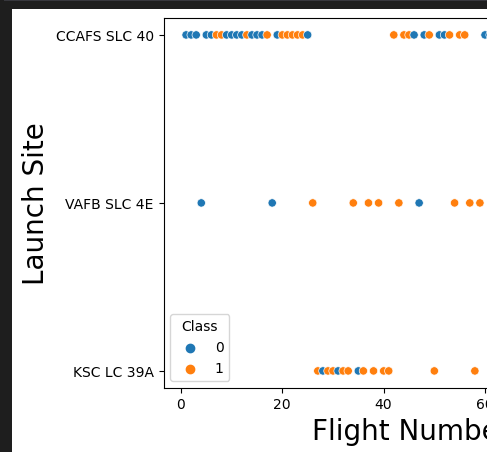 CCAFS SLC 40
VAFB SLC 4E
KSC LC 39A
Launch Site
Class
0
1
0 20 40
Flight